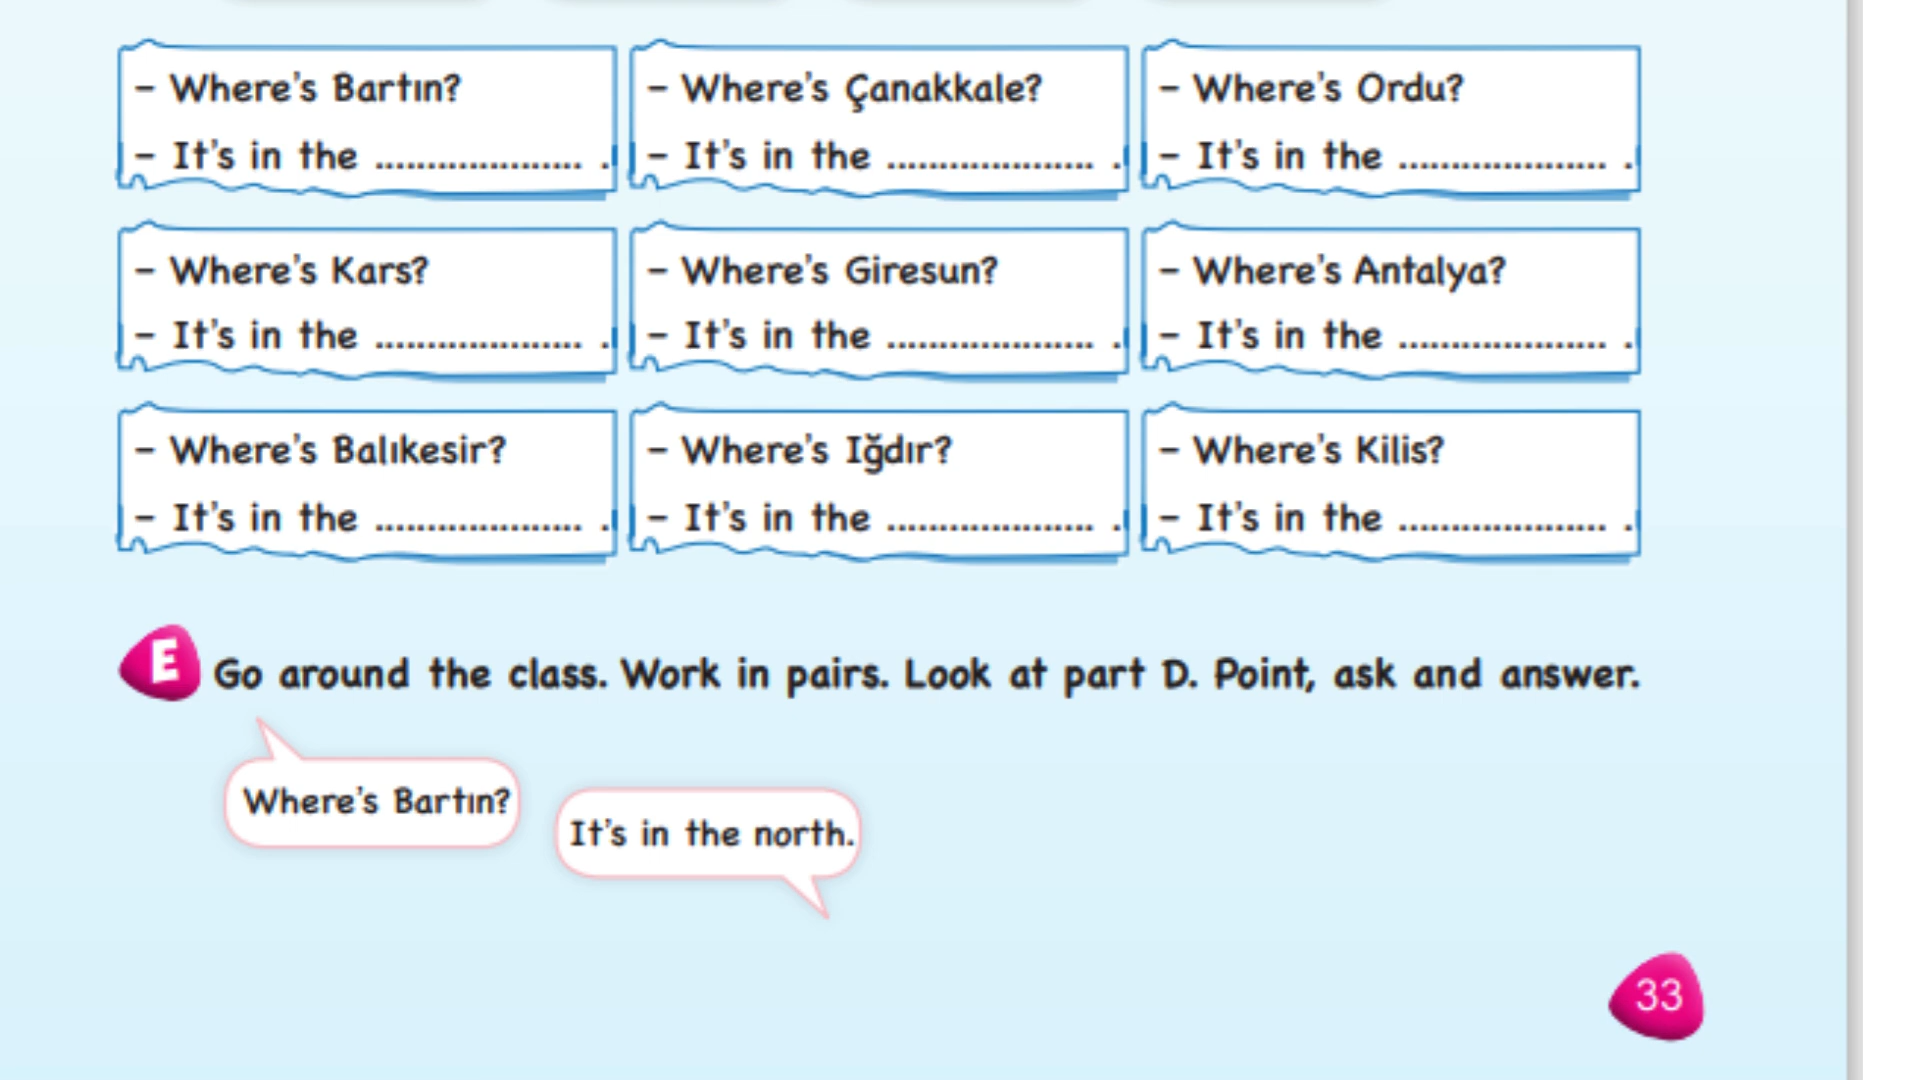 – Where's Bartın?
– It's in the .................... .
– Where's Çanakkale?
– It's in the .................... .
– Where's Ordu?
– It's in the .................... .
– Where's Kars?
– It's in the .................... .
– Where's Giresun?
– It's in the .................... .
– Where's Antalya?
– It's in the .................... .
– Where's Balıkesir?
– It's in the .................... .
– Where's Iğdır?
– It's in the .................... .
– Where's Kilis?
– It's in the .................... .
E Go around the class. Work in pairs. Look at part D. Point, ask and answer.
Where's Bartın?
It's in the north.
33